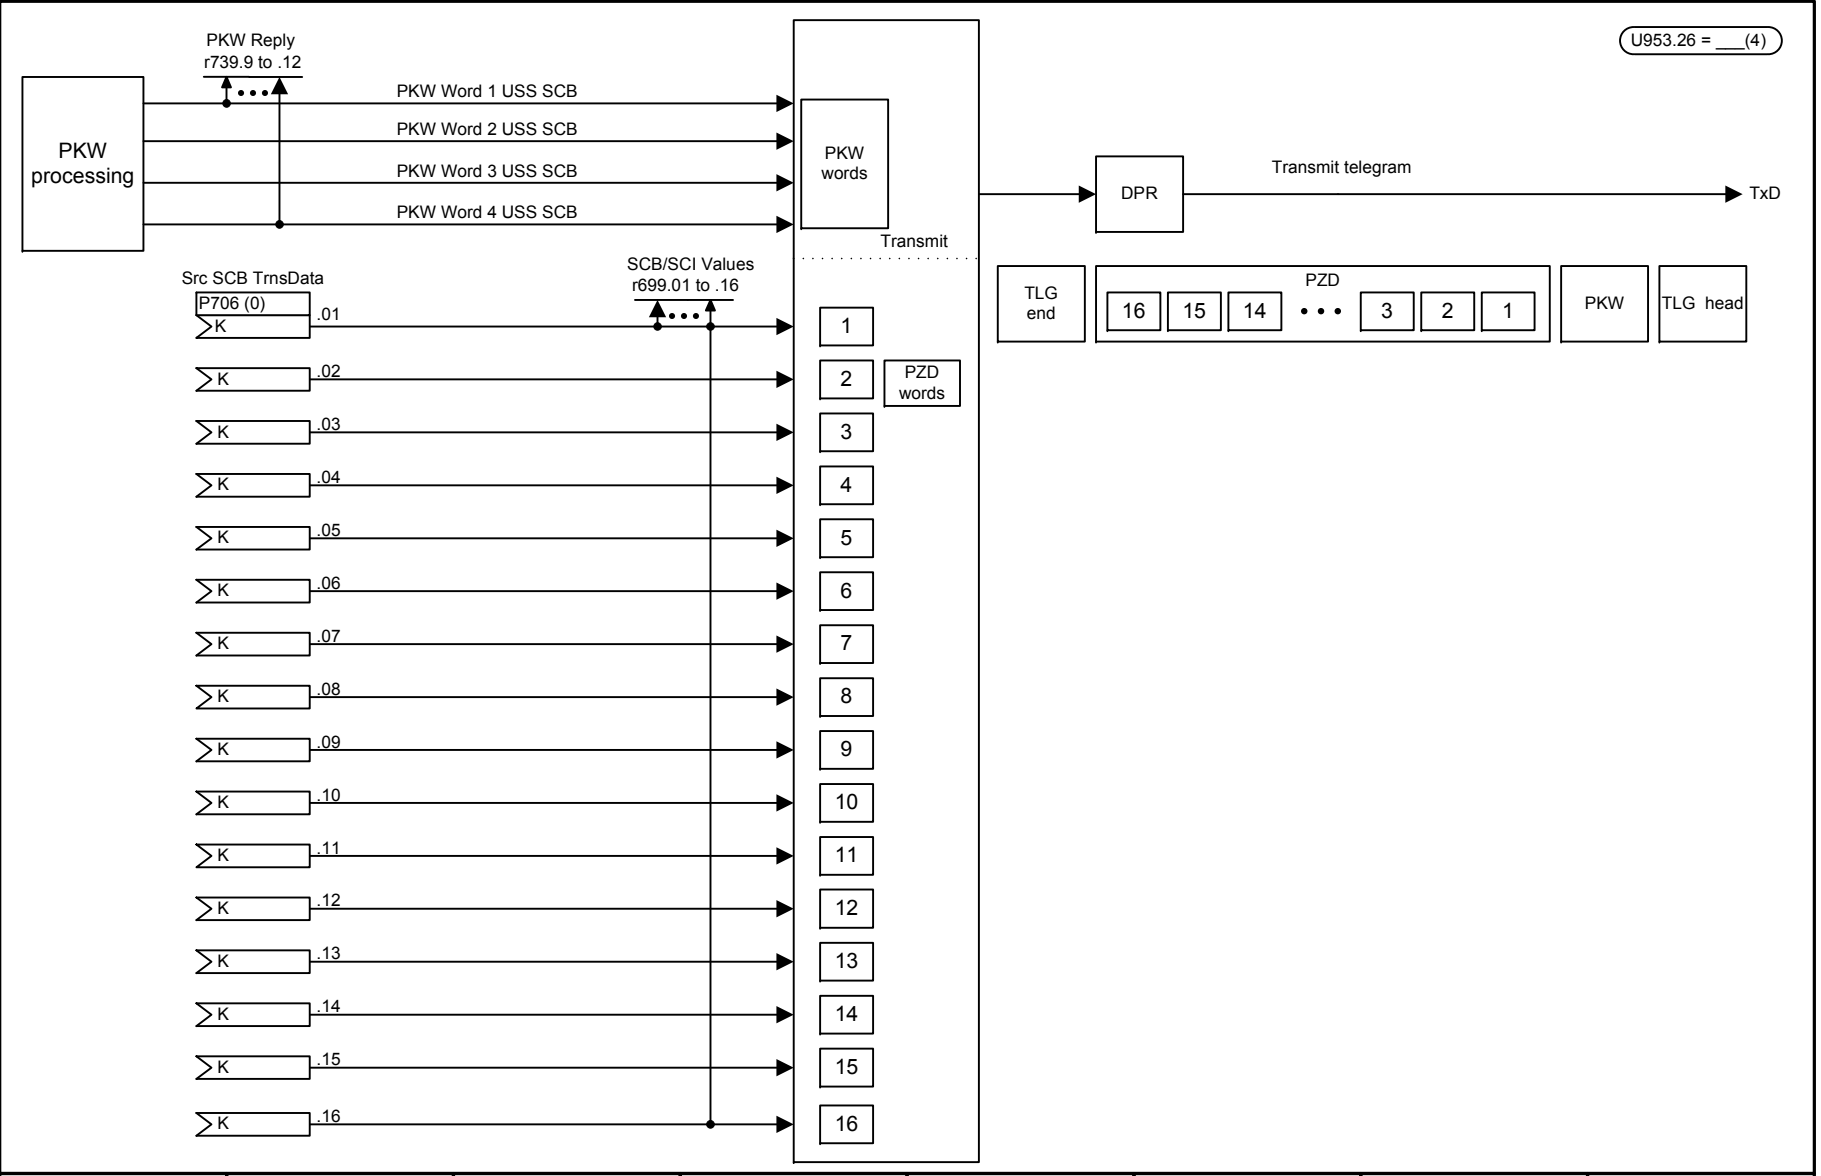 PKW Reply
r739.9 to .12
U953.26 = ___(4)
PKW
processing
PKW Word 1 USS SCB
PKW Word 2 USS SCB
PKW Word 3 USS SCB
PKW Word 4 USS SCB
PKW
words
Transmit
DPR
Transmit telegram
TxD
Src SCB TrnsData
P706 (0)
SCB/SCI Values
r699.01 to .16
TLG
end
PZD
16 15 14 3 2 1
PKW
TLG head
K .01 1
K .02 2
PZD
words
K .03 3
K .04 4
K .05 5
K .06 6
K .07 7
K .08 8
K .09 9
K .10 10
K .11 11
K .12 12
K .13 13
K .14 14
K .15 15
K .16 16